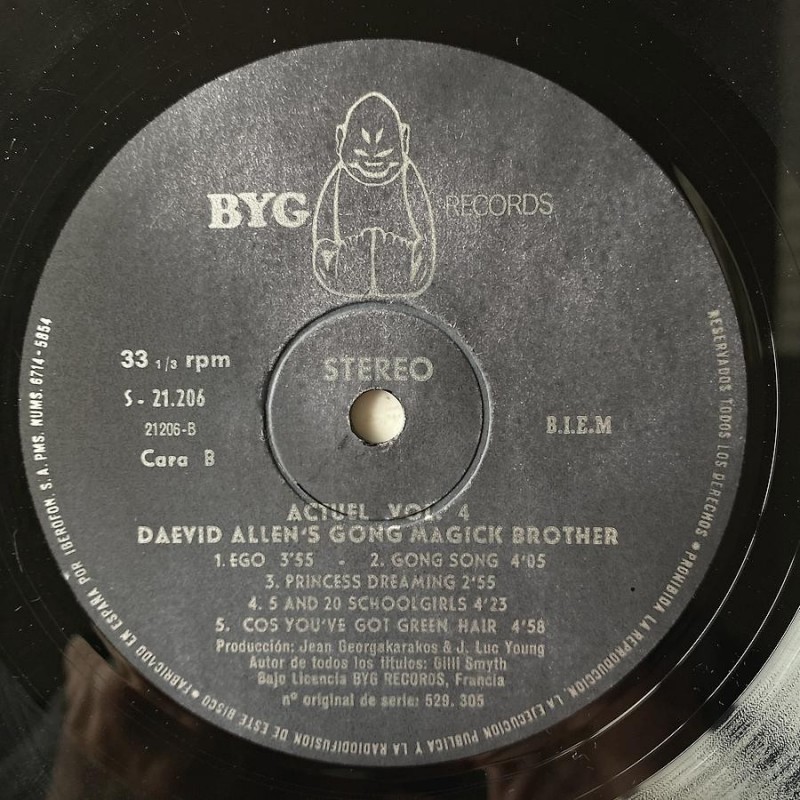 BYG RECORDS
33 1/3 rpm
STEREO
S - 21.206
21206-B
B.I.E.M
Cara B
ACTUEL VOL. 4
DAEVID ALLEN'S GONG MAGICK BROTHER
1. EGO 3'55 - 2. GONG SONG 4'05
3. PRINCESS DREAMING 2'55
4. 5 AND 20 SCHOOLGIRLS 4'23
5. COS YOU'VE GOT GREEN HAIR 4'58
Producción: Jean Georgakarakos & J. Luc Young
Autor de todos los títulos: Gilli Smyth
Bajo Licencia BYG RECORDS, Francia
nº original de serie: 529. 305
RESERVADOS TODOS LOS DERECHOS • PROHIBIDA LA REPRODUCCION, LA EJECUCION PUBLICA Y LA RADIODIFUSION DE ESTE DISCO • FABRICADO EN ESPAÑA POR IBEROFON, S. A. PMS. NUMS. 6714-5854